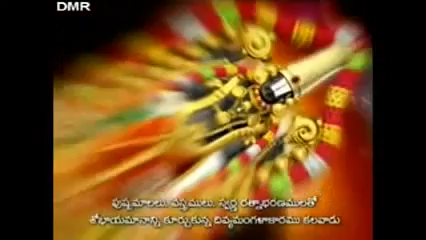 DMR
పుష్పమాలలు, వస్త్రములు, స్వర్ణ రత్నాభరణములతో
శోభాయమానాన్ని కూర్చుకున్న దివ్యమంగళాకారము కలవాడు